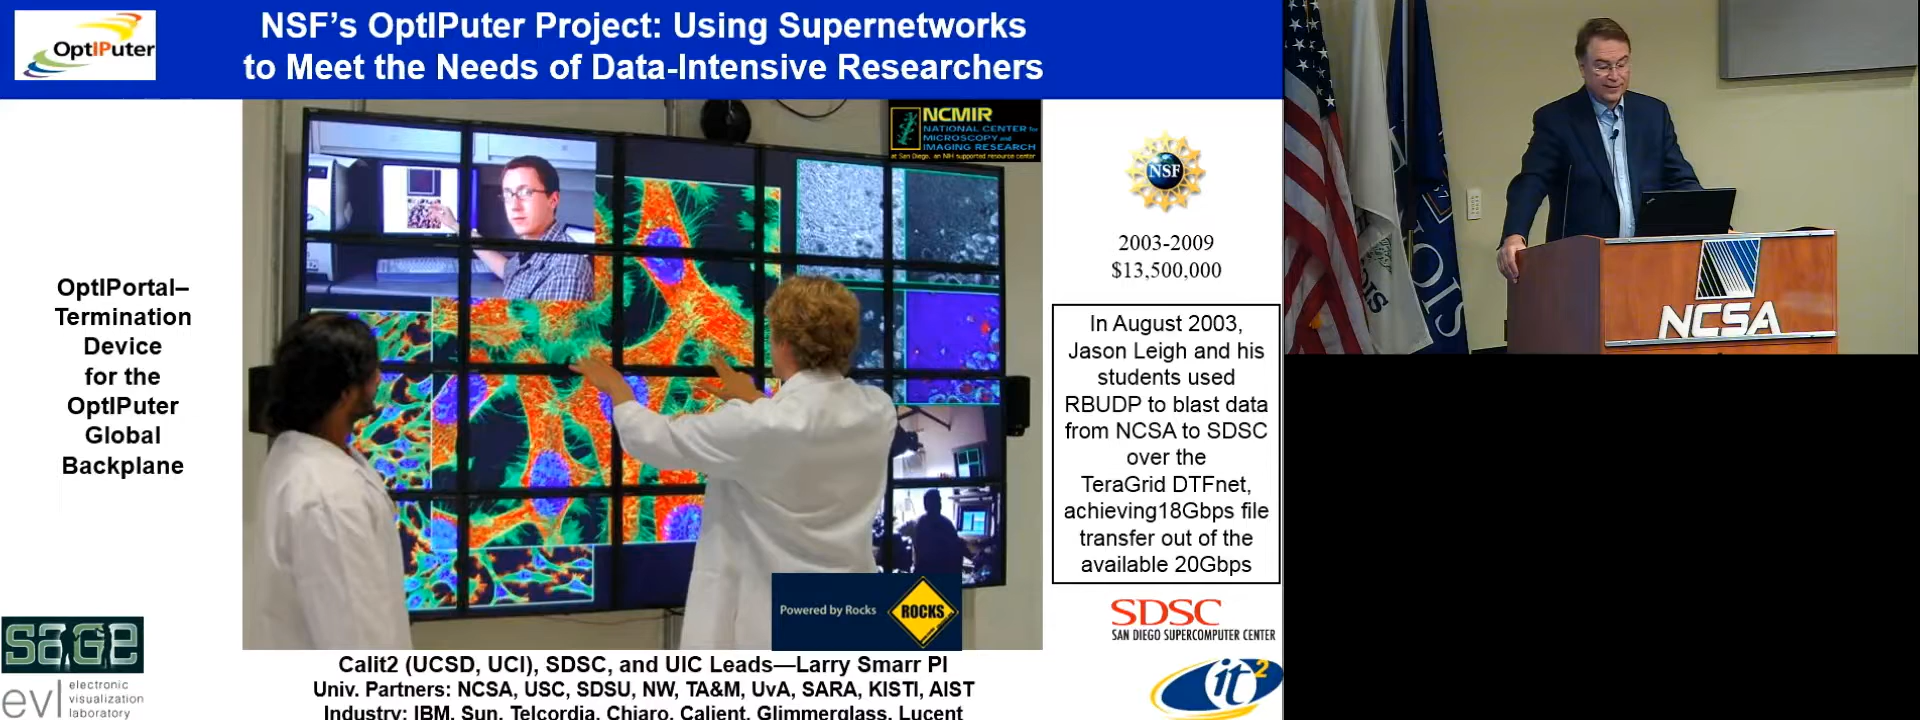 OptIPuter
NSF's OptIPuter Project: Using Supernetworks
to Meet the Needs of Data-Intensive Researchers
NCMIR
NATIONAL CENTER for
MICROSCOPY and
IMAGING RESEARCH
at San Diego, an NIH supported resource center
NSF
2003-2009
$13,500,000
OptIPortal–
Termination
Device
for the
OptIPuter
Global
Backplane
In August 2003,
Jason Leigh and his
students used
RBUDP to blast data
from NCSA to SDSC
over the
TeraGrid DTFnet,
achieving18Gbps file
transfer out of the
available 20Gbps
Powered by Rocks
ROCKS
SDSC
SAN DIEGO SUPERCOMPUTER CENTER
it2
sage
evl
electronic
visualization
laboratory
Calit2 (UCSD, UCI), SDSC, and UIC Leads—Larry Smarr PI
Univ. Partners: NCSA, USC, SDSU, NW, TA&M, UvA, SARA, KISTI, AIST
Industry: IBM, Sun, Telcordia, Chiaro, Calient, Glimmerglass, Lucent
NCSA